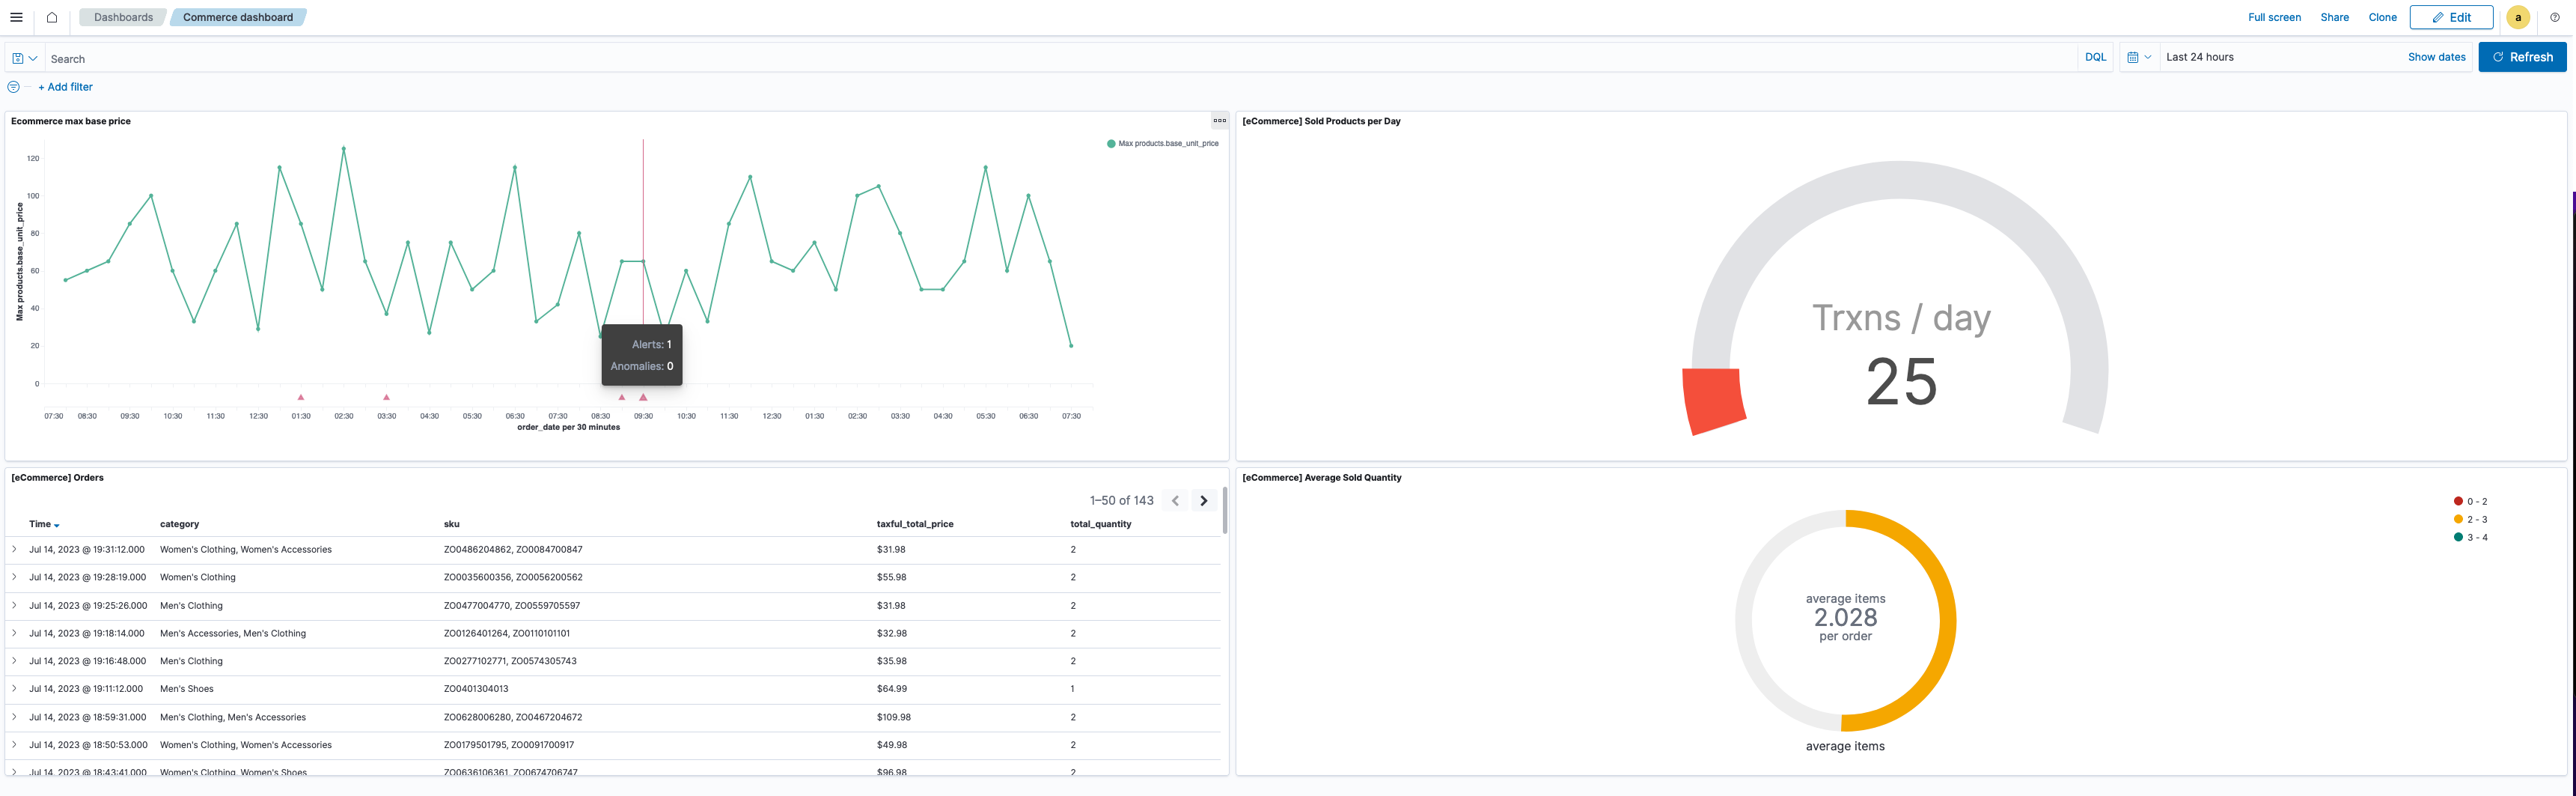 Dashboards
Commerce dashboard
Full screen
Share
Clone
Edit
a
Search
DQL
Last 24 hours
Show dates
Refresh
+ Add filter
Ecommerce max base price
Max products.base_unit_price
120
100
80
60
40
20
0
Max products.base_unit_price
Alerts: 1
Anomalies: 0
07:30 08:30 09:30 10:30 11:30 12:30 01:30 02:30 03:30 04:30 05:30 06:30 07:30 08:30 09:30 10:30 11:30 12:30 01:30 02:30 03:30 04:30 05:30 06:30 07:30
order_date per 30 minutes
[eCommerce] Sold Products per Day
Trxns / day
25
[eCommerce] Orders
1–50 of 143
Time category sku taxful_total_price total_quantity
Jul 14, 2023 @ 19:31:12.000 Women's Clothing, Women's Accessories ZO0486204862, ZO0084700847 $31.98 2
Jul 14, 2023 @ 19:28:19.000 Women's Clothing ZO0035600356, ZO0056200562 $55.98 2
Jul 14, 2023 @ 19:25:26.000 Men's Clothing ZO0477004770, ZO0559705597 $31.98 2
Jul 14, 2023 @ 19:18:14.000 Men's Accessories, Men's Clothing ZO0126401264, ZO0110101101 $32.98 2
Jul 14, 2023 @ 19:16:48.000 Men's Clothing ZO0277102771, ZO0574305743 $35.98 2
Jul 14, 2023 @ 19:11:12.000 Men's Shoes ZO0401304013 $64.99 1
Jul 14, 2023 @ 18:59:31.000 Men's Clothing, Men's Accessories ZO0628006280, ZO0467204672 $109.98 2
Jul 14, 2023 @ 18:50:53.000 Women's Clothing, Women's Accessories ZO0179501795, ZO0091700917 $49.98 2
Jul 14, 2023 @ 18:43:41.000 Women's Clothing, Women's Shoes ZO0636106361, ZO0674706747 $96.98 2
[eCommerce] Average Sold Quantity
0 - 2
2 - 3
3 - 4
average items
2.028
per order
average items